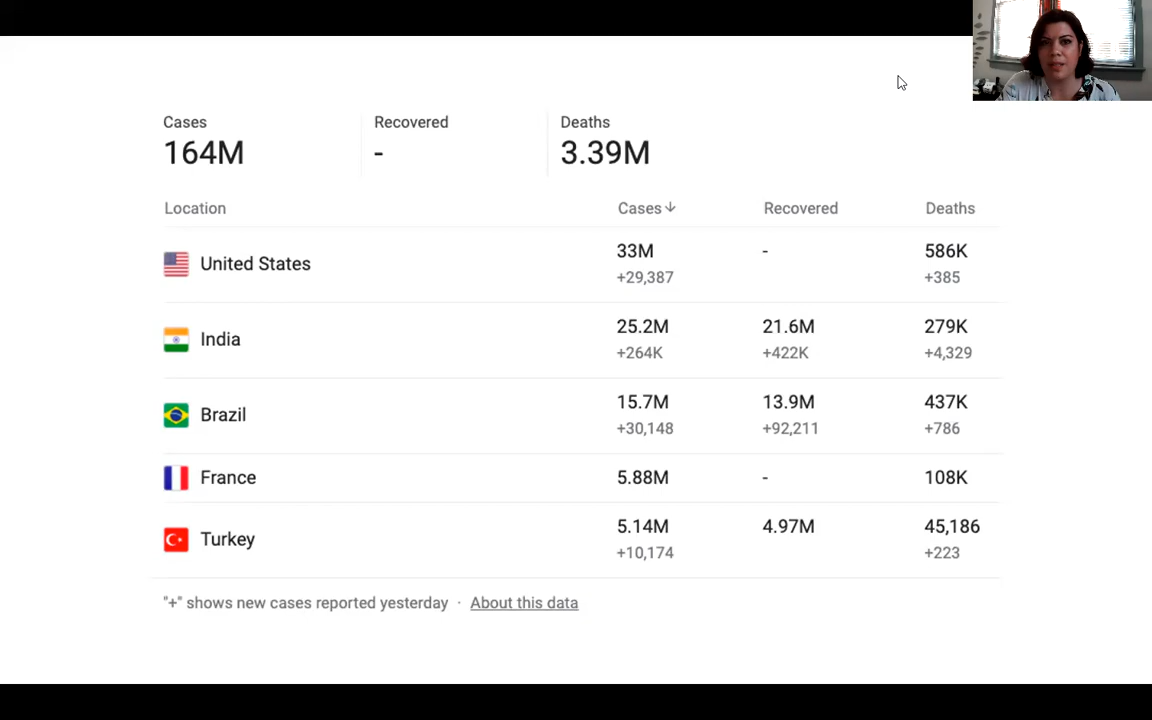 Cases Recovered Deaths
164M - 3.39M
Location Cases↓ Recovered Deaths
United States 33M - 586K
+29,387 +385
India 25.2M 21.6M 279K
+264K +422K +4,329
Brazil 15.7M 13.9M 437K
+30,148 +92,211 +786
France 5.88M - 108K
Turkey 5.14M 4.97M 45,186
+10,174 +223
"+" shows new cases reported yesterday · About this data